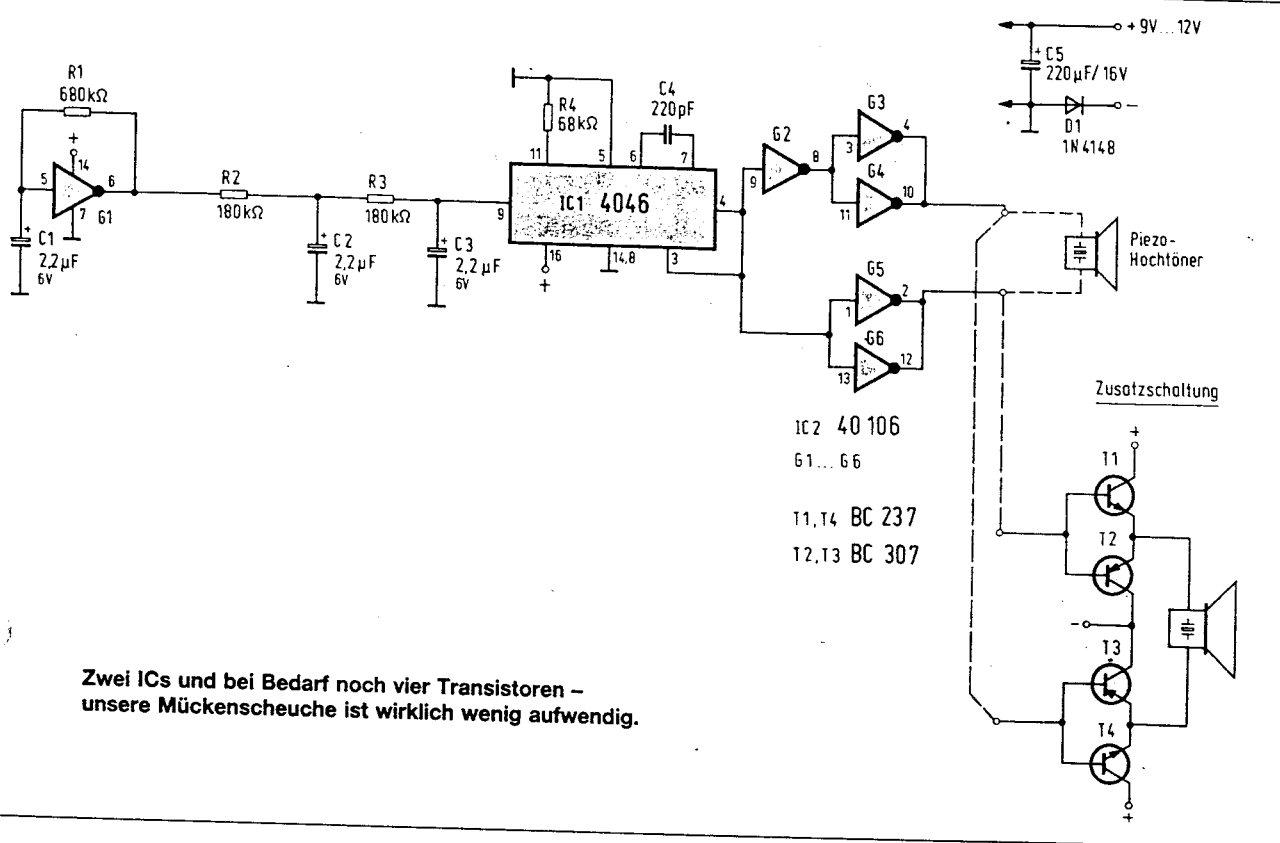 + 9V...12V
+ C5
220µF/16V
–
D1
1N4148
R1
680kΩ
+
14
5
6
7
G1
+ C1
2,2µF
6V
R2
180kΩ
+ C2
2,2µF
6V
R3
180kΩ
+ C3
2,2µF
6V
R4
68kΩ
C4
220pF
11
5
6
7
IC1 4046
9
4
16
14,8
3
+
G2
9
8
G3
3
4
G4
11
10
G5
1
2
G6
13
12
Piezo-
Hochtöner
IC2 40106
G1...G6
T1,T4 BC 237
T2,T3 BC 307
Zusatzschaltung
+
T1
T2
–
T3
T4
+
Zwei ICs und bei Bedarf noch vier Transistoren –
unsere Mückenscheuche ist wirklich wenig aufwendig.